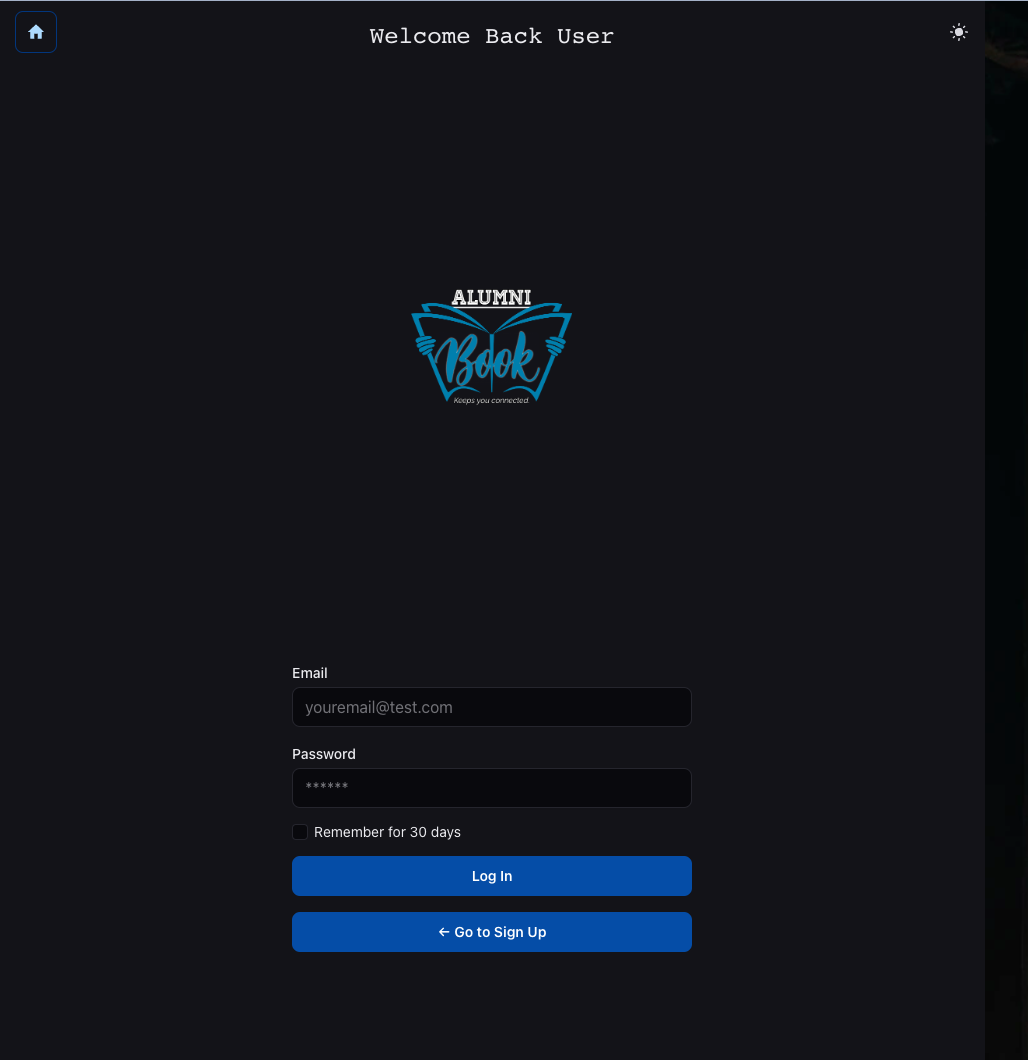 Welcome Back User
ALUMNI
Book
Keeps you connected
Email
youremail@test.com
Password
******
Remember for 30 days
Log In
← Go to Sign Up